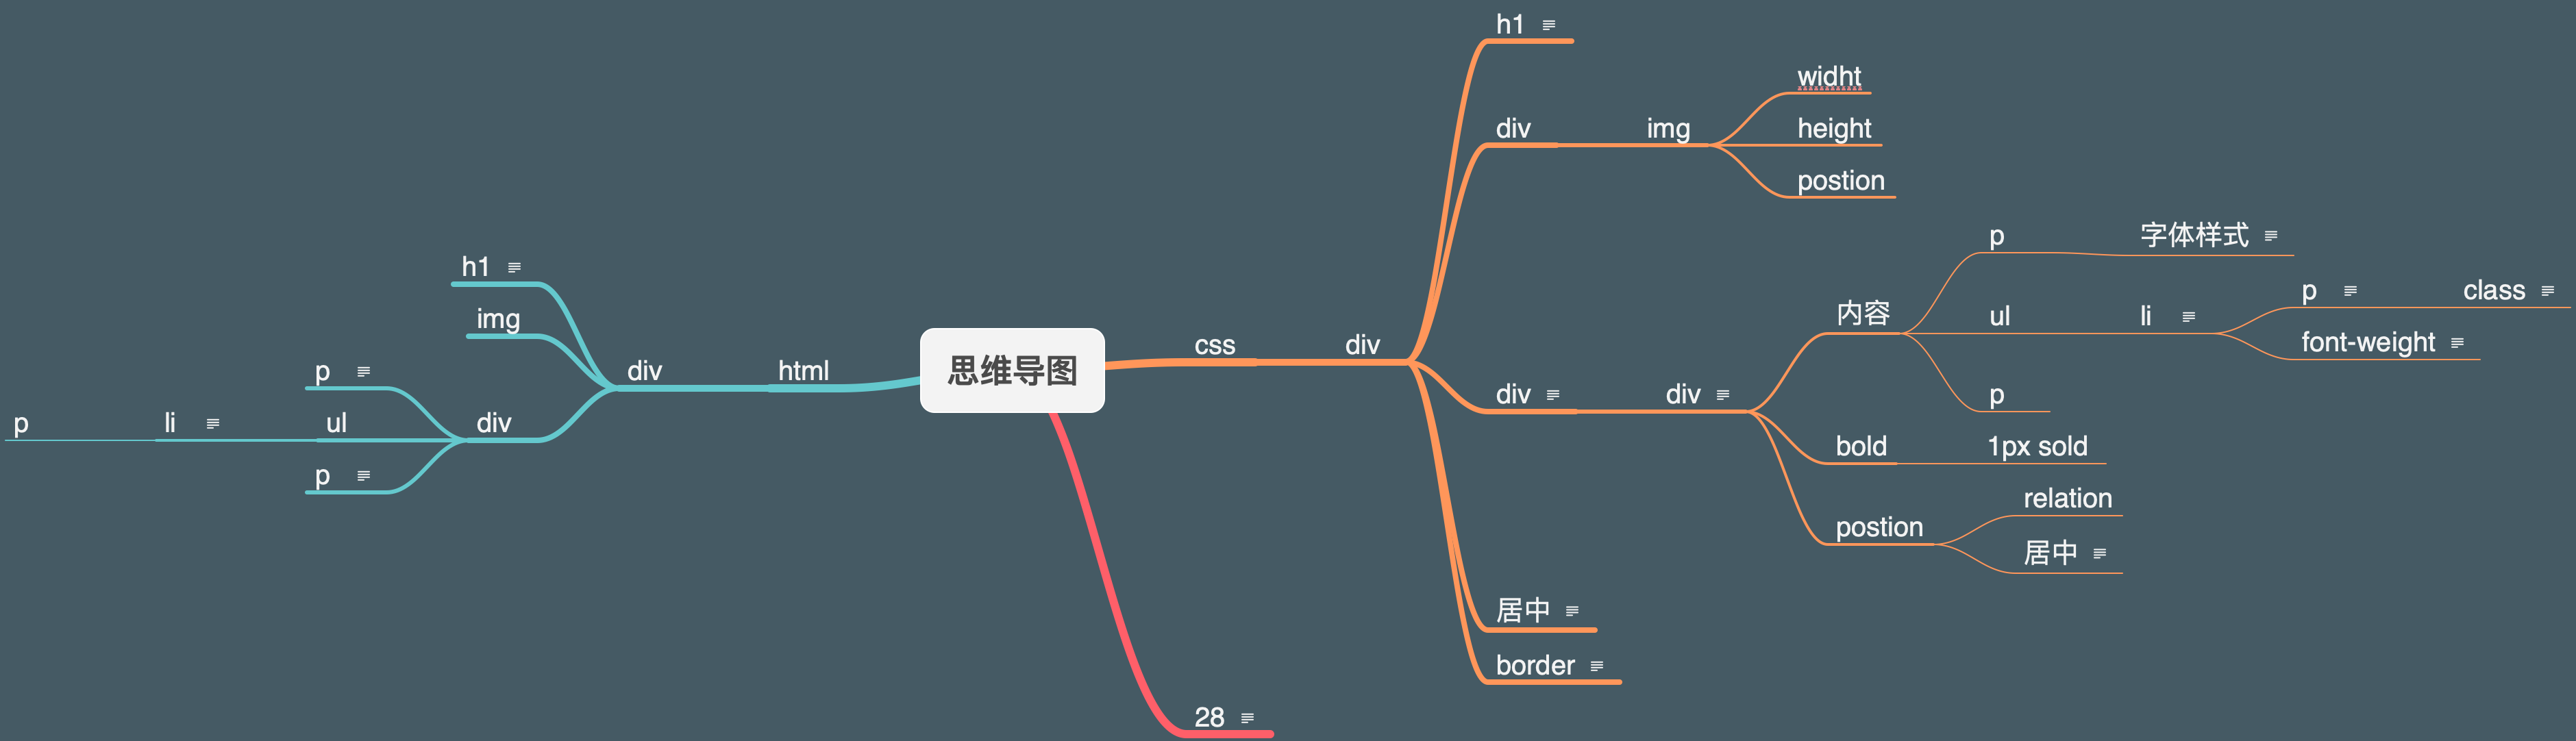 思维导图
html
div
h1
img
div
p
ul
li
p
p
css
div
h1
div
img
widht
height
postion
div
div
内容
p
字体样式
ul
li
p
class
font-weight
p
bold
1px sold
postion
relation
居中
居中
border
28